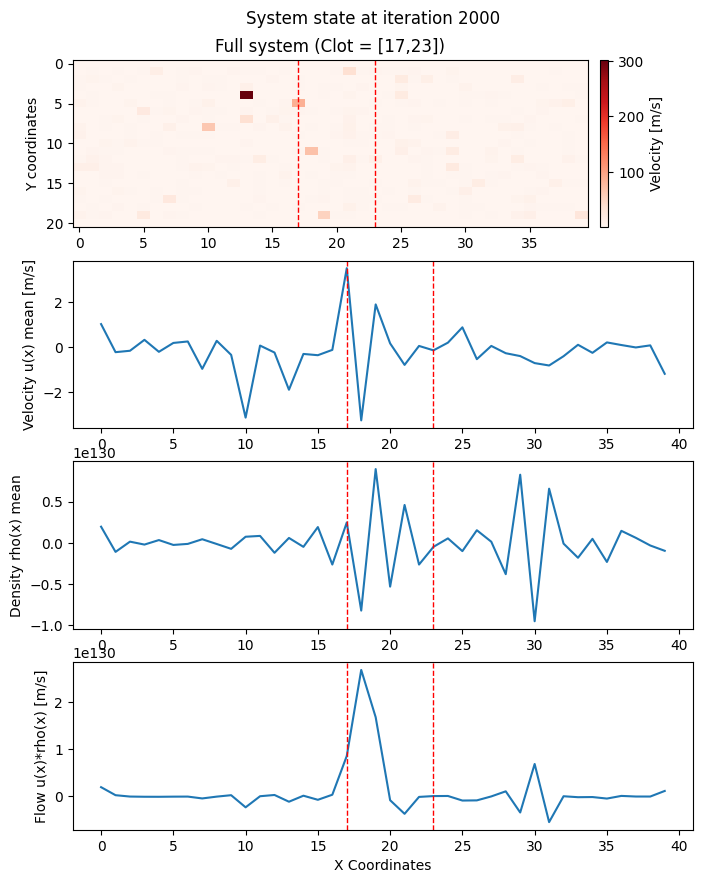 System state at iteration 2000
Full system (Clot = [17,23])
Y coordinates
0
5
10
15
20
0 5 10 15 20 25 30 35
300
200
100
Velocity [m/s]
Velocity u(x) mean [m/s]
2
0
−2
0 5 10 15 20 25 30 35 40
1e130
Density rho(x) mean
0.5
0.0
−0.5
−1.0
0 5 10 15 20 25 30 35 40
1e130
Flow u(x)*rho(x) [m/s]
2
1
0
0 5 10 15 20 25 30 35 40
X Coordinates